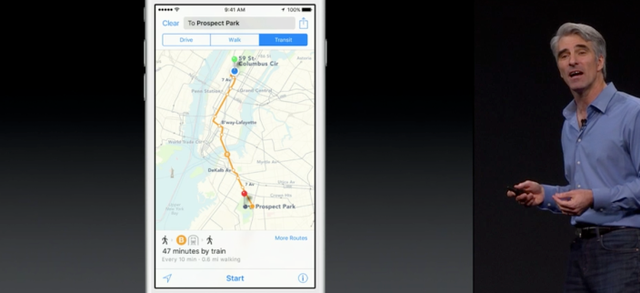 9:41 AM
100%
Clear
To Prospect Park
Drive
Walk
Transit
59 St-
Columbus Cir
7 Av
B'way-Lafayette
DeKalb Av
7 Av
Prospect Park
B
More Routes
47 minutes by train
Every 10 min · 0.6 mi walking
Start